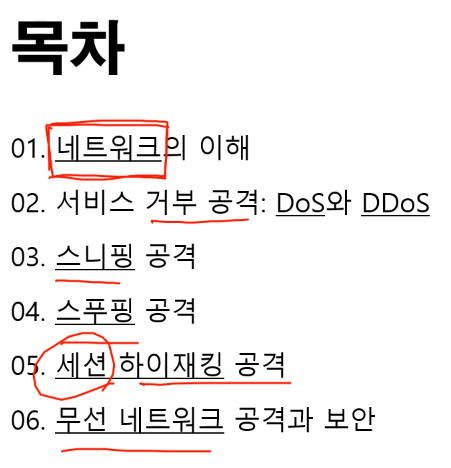 목차
01. 네트워크의 이해
02. 서비스 거부 공격: DoS와 DDoS
03. 스니핑 공격
04. 스푸핑 공격
05. 세션 하이재킹 공격
06. 무선 네트워크 공격과 보안